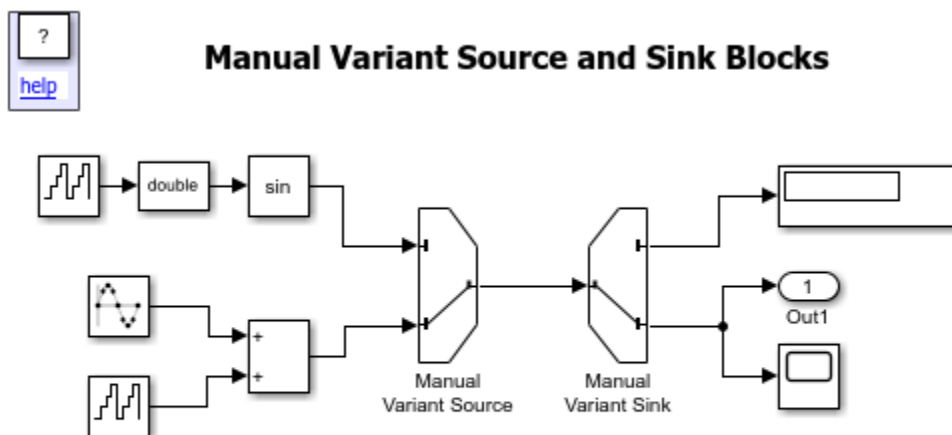 ?
help
Manual Variant Source and Sink Blocks
double
sin
+
+
1
Out1
Manual
Variant Source
Manual
Variant Sink